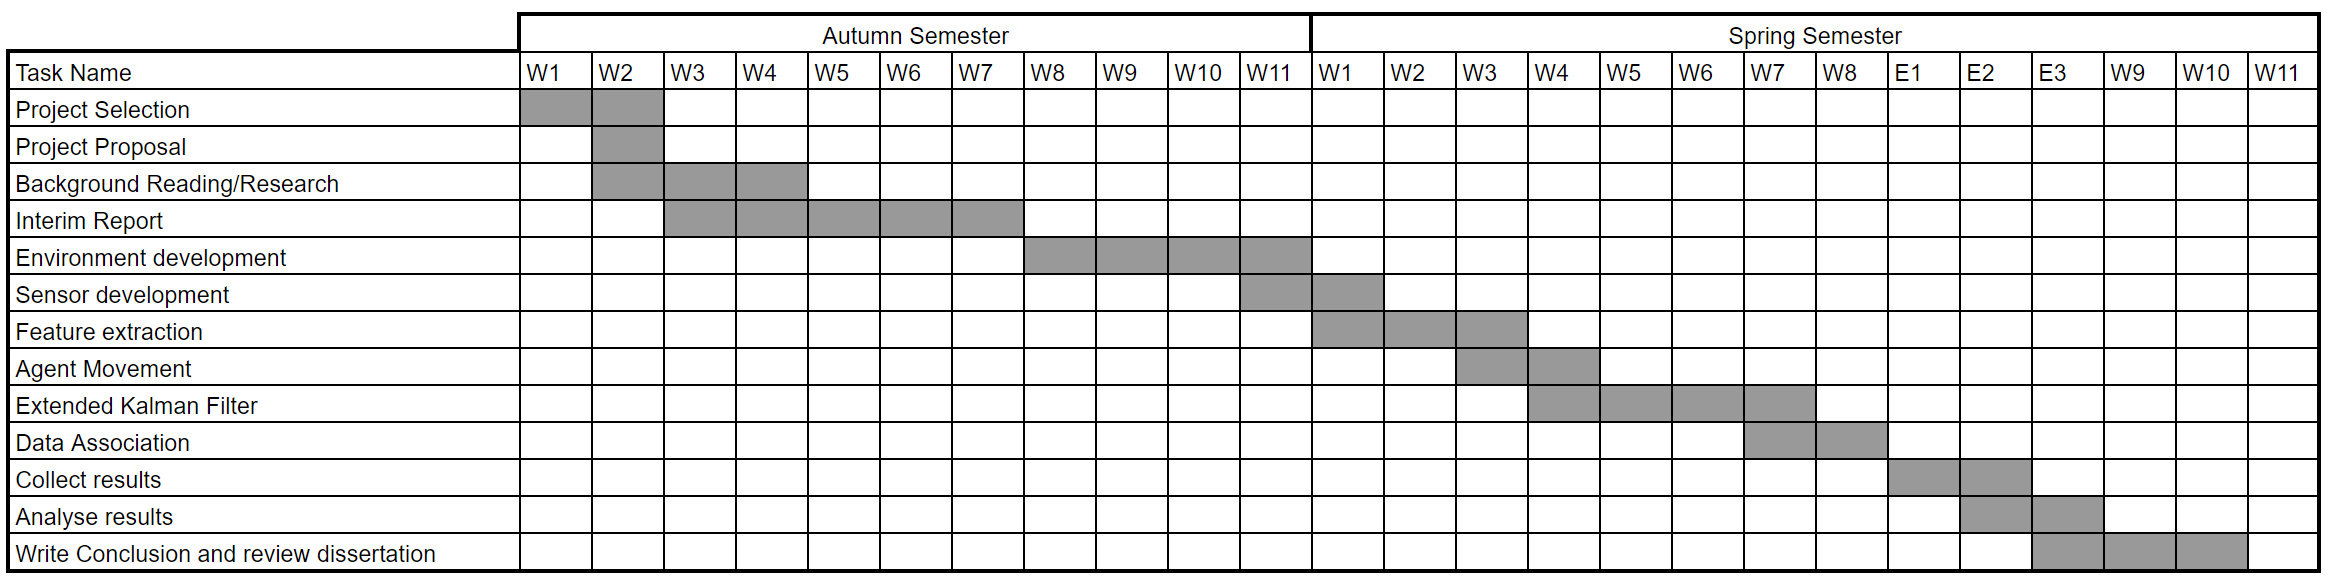 Autumn Semester Spring Semester
Task Name W1 W2 W3 W4 W5 W6 W7 W8 W9 W10 W11 W1 W2 W3 W4 W5 W6 W7 W8 E1 E2 E3 W9 W10 W11
Project Selection
Project Proposal
Background Reading/Research
Interim Report
Environment development
Sensor development
Feature extraction
Agent Movement
Extended Kalman Filter
Data Association
Collect results
Analyse results
Write Conclusion and review dissertation